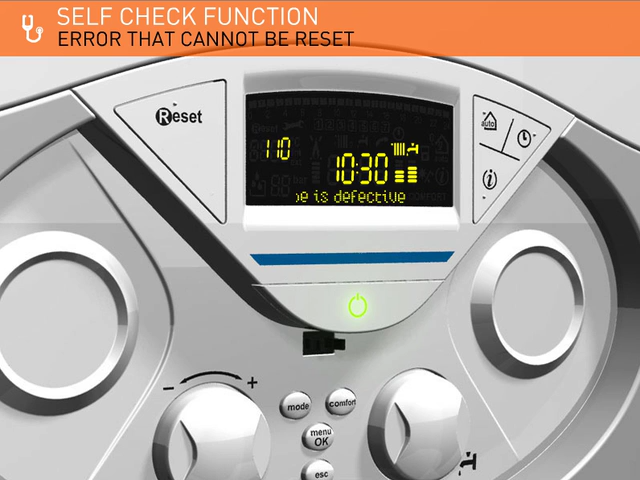 SELF CHECK FUNCTION
ERROR THAT CANNOT BE RESET
Reset
auto
110
10:30
e is defective
COMFORT
- +
mode
comfort
menu
OK
esc